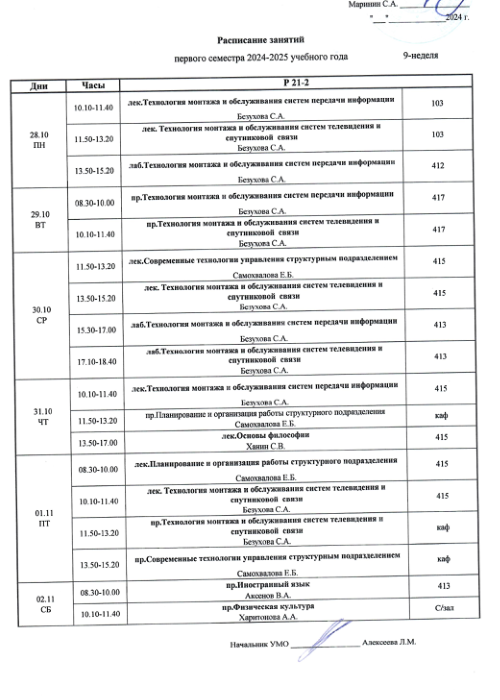 Маринин С.А.
"___" ______________ 2024 г.
Расписание занятий
первого семестра 2024-2025 учебного года 9-неделя
Дни Часы Р 21-2
28.10 ПН
10.10-11.40 лек.Технология монтажа и обслуживания систем передачи информации 103
Безухова С.А.
11.50-13.20 лек. Технология монтажа и обслуживания систем телевидения и 103
спутниковой связи
Безухова С.А.
13.50-15.20 лаб.Технология монтажа и обслуживания систем передачи информации 412
Безухова С.А.
29.10 ВТ
08.30-10.00 пр.Технология монтажа и обслуживания систем передачи информации 417
Безухова С.А.
10.10-11.40 пр.Технология монтажа и обслуживания систем телевидения и 417
спутниковой связи
Безухова С.А.
30.10 СР
11.50-13.20 лек.Современные технологии управления структурным подразделением 415
Самохвалова Е.Б.
13.50-15.20 лек. Технология монтажа и обслуживания систем телевидения и 415
спутниковой связи
Безухова С.А.
15.30-17.00 лаб.Технология монтажа и обслуживания систем передачи информации 413
Безухова С.А.
17.10-18.40 лаб.Технология монтажа и обслуживания систем телевидения и 413
спутниковой связи
Безухова С.А.
31.10 ЧТ
10.10-11.40 лек.Технология монтажа и обслуживания систем передачи информации 415
Безухова С.А.
11.50-13.20 пр.Планирование и организация работы структурного подразделения каф
Самохвалова Е.Б.
13.50-17.00 лек.Основы философии 415
Ханин С.В.
01.11 ПТ
08.30-10.00 лек.Планирование и организация работы структурного подразделения 415
Самохвалова Е.Б.
10.10-11.40 лек. Технология монтажа и обслуживания систем телевидения и 415
спутниковой связи
Безухова С.А.
11.50-13.20 пр.Технология монтажа и обслуживания систем телевидения и каф
спутниковой связи
Безухова С.А.
13.50-15.20 пр.Современные технологии управления структурным подразделением каф
Самохвалова Е.Б.
02.11 СБ
08.30-10.00 пр.Иностранный язык 413
Аксенов В.А.
10.10-11.40 пр.Физическая культура С/зал
Харитонова А.А.
Начальник УМО Алексеева Л.М.